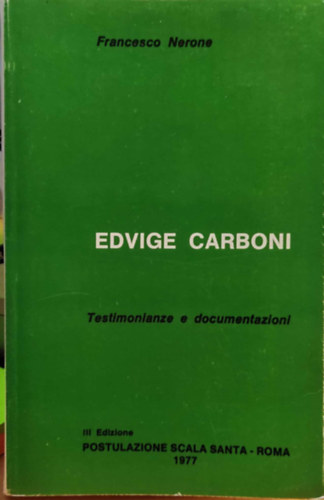 Francesco Nerone
EDVIGE CARBONI
Testimonianze e documentazioni
III Edizione
POSTULAZIONE SCALA SANTA - ROMA
1977